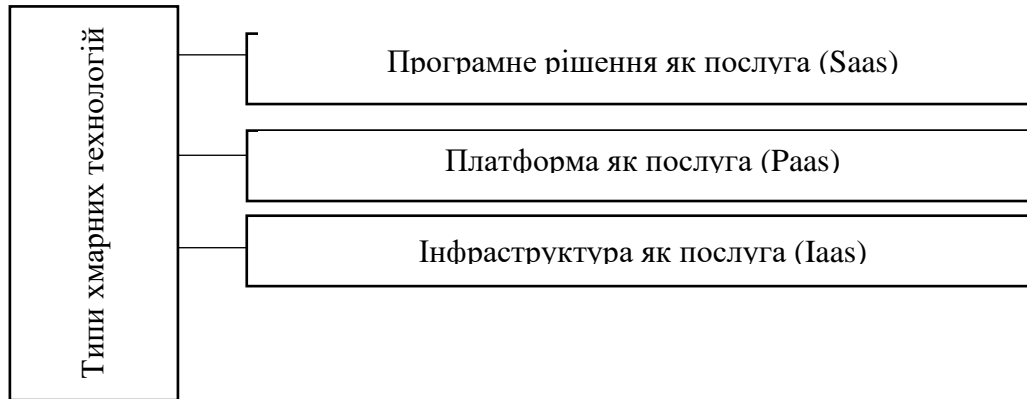 Типи хмарних технологій
Програмне рішення як послуга (Saas)
Платформа як послуга (Paas)
Інфраструктура як послуга (Iaas)